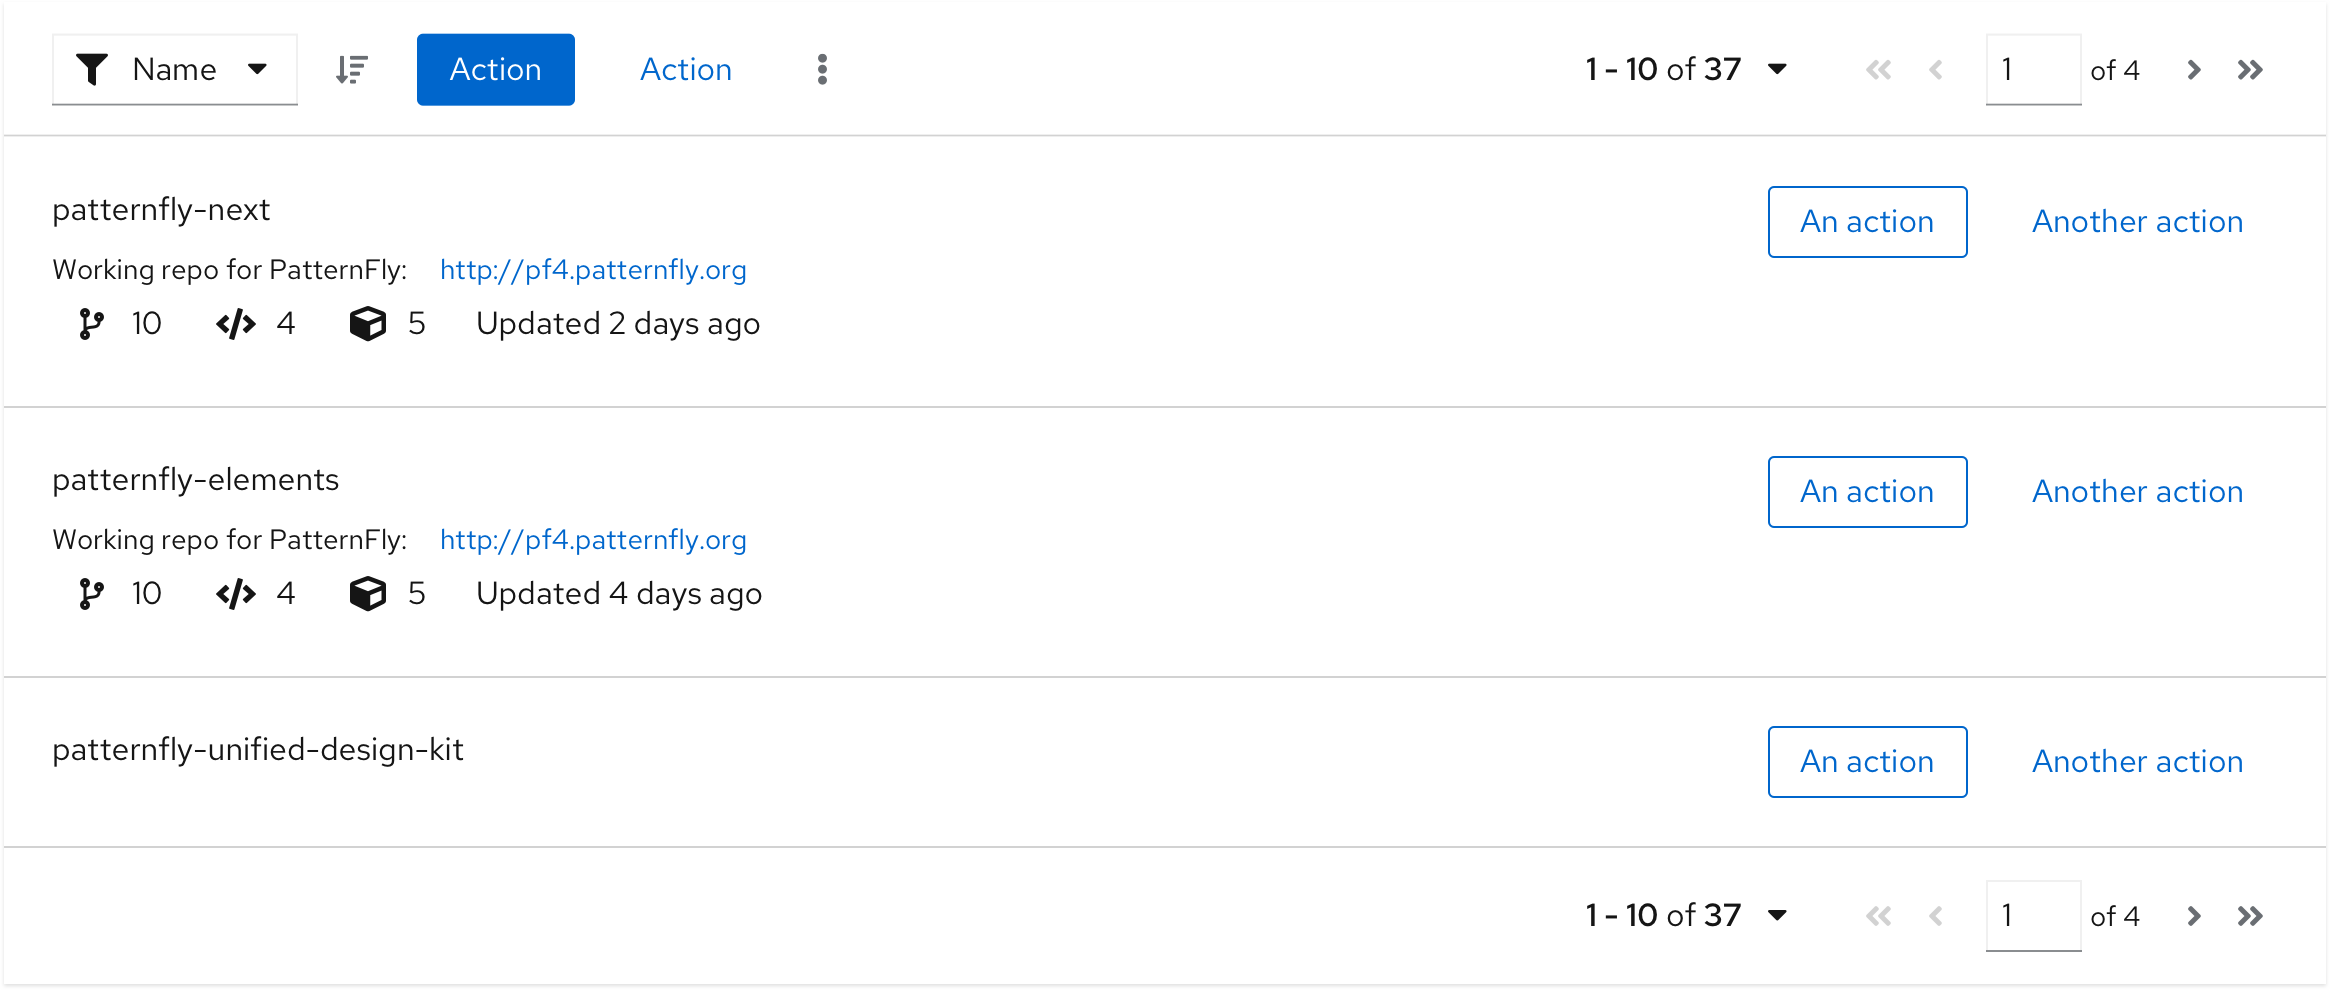 Name Action Action 1 - 10 of 37 1 of 4
patternfly-next An action Another action
Working repo for PatternFly: http://pf4.patternfly.org
10 4 5 Updated 2 days ago
patternfly-elements An action Another action
Working repo for PatternFly: http://pf4.patternfly.org
10 4 5 Updated 4 days ago
patternfly-unified-design-kit An action Another action
1 - 10 of 37 1 of 4